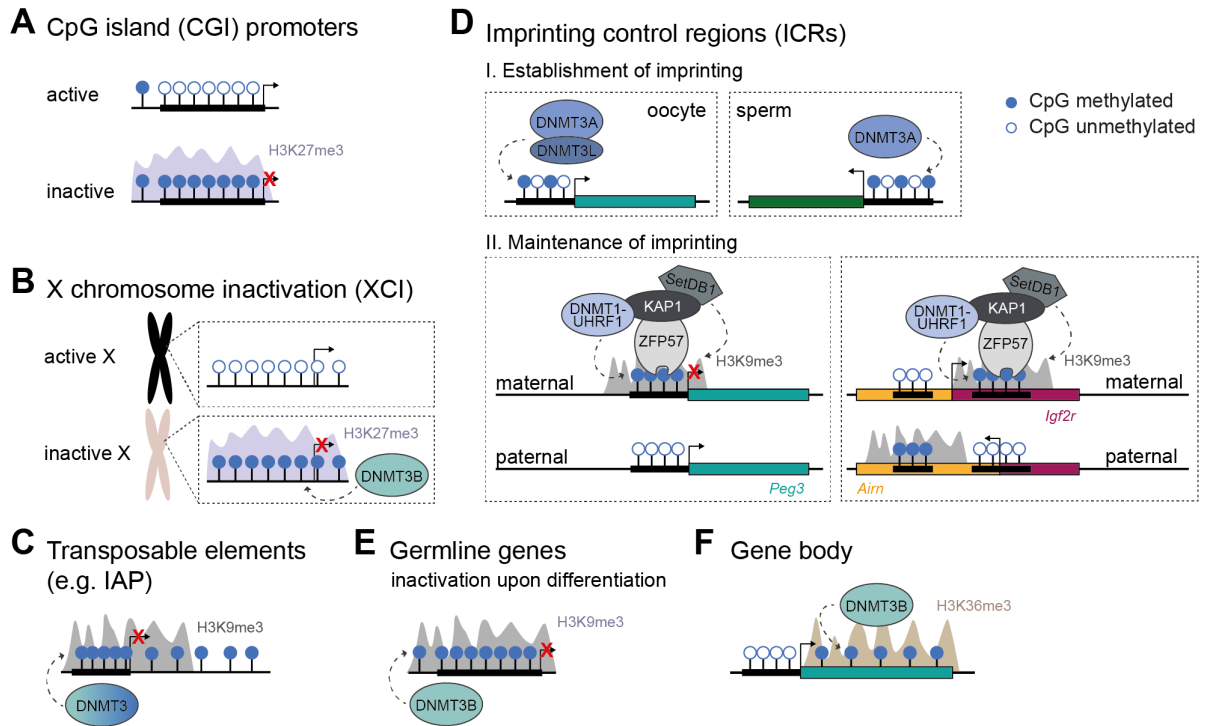 A CpG island (CGI) promoters
active
H3K27me3
inactive
X
B X chromosome inactivation (XCI)
active X
inactive X
X
H3K27me3
DNMT3B
C Transposable elements
(e.g. IAP)
X
H3K9me3
DNMT3
D Imprinting control regions (ICRs)
I. Establishment of imprinting
oocyte
DNMT3A
DNMT3L
sperm
DNMT3A
CpG methylated
CpG unmethylated
II. Maintenance of imprinting
SetDB1
KAP1
DNMT1-
UHRF1
ZFP57
H3K9me3
X
maternal
paternal
Peg3
SetDB1
KAP1
DNMT1-
UHRF1
ZFP57
H3K9me3
maternal
Igf2r
paternal
Airn
E Germline genes
inactivation upon differentiation
H3K9me3
X
DNMT3B
F Gene body
DNMT3B
H3K36me3